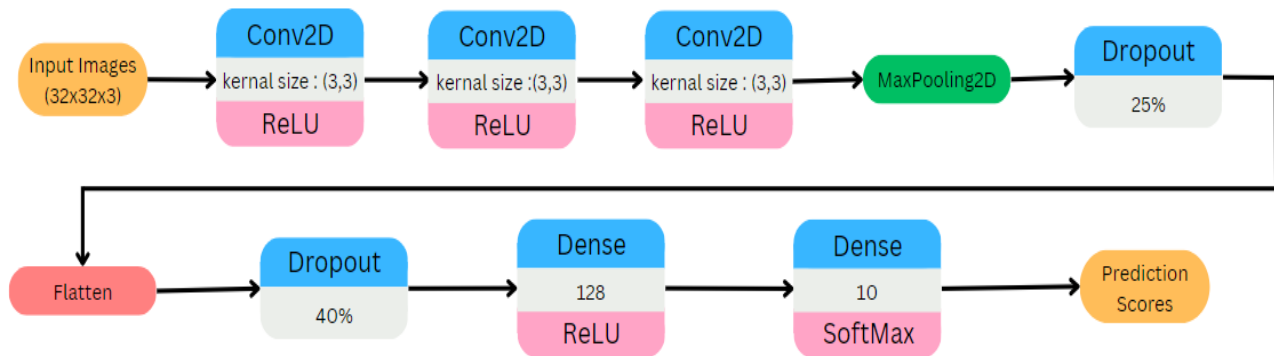 Input Images
(32x32x3)
Conv2D
kernal size : (3,3)
ReLU
Conv2D
kernal size :(3,3)
ReLU
Conv2D
kernal size : (3,3)
ReLU
MaxPooling2D
Dropout
25%
Flatten
Dropout
40%
Dense
128
ReLU
Dense
10
SoftMax
Prediction
Scores